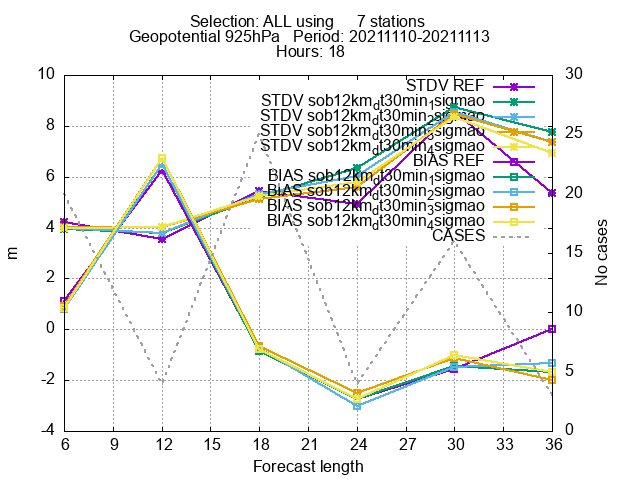 Selection: ALL using 7 stations
Geopotential 925hPa Period: 20211110-20211113
Hours: 18
10
8
6
4
2
0
-2
-4
m
30
25
20
15
10
5
0
No cases
STDV REF
STDV sob12km_dt30min_1sigmao
STDV sob12km_dt30min_2sigmao
STDV sob12km_dt30min_3sigmao
STDV sob12km_dt30min_4sigmao
BIAS REF
BIAS sob12km_dt30min_1sigmao
BIAS sob12km_dt30min_2sigmao
BIAS sob12km_dt30min_3sigmao
BIAS sob12km_dt30min_4sigmao
CASES
6 9 12 15 18 21 24 27 30 33 36
Forecast length